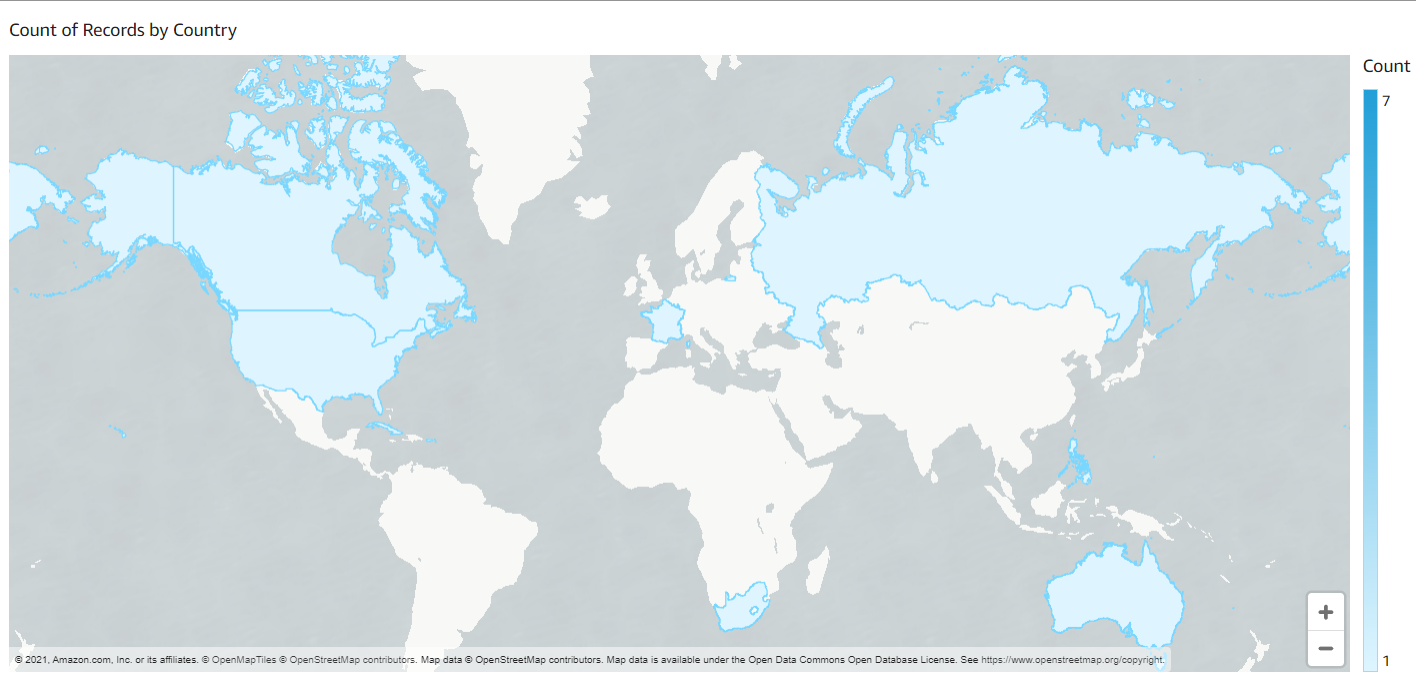 Count of Records by Country
Count
7
1
+
−
© 2021, Amazon.com, Inc. or its affiliates. © OpenMapTiles © OpenStreetMap contributors. Map data © OpenStreetMap contributors. Map data is available under the Open Data Commons Open Database License. See https://www.openstreetmap.org/copyright.